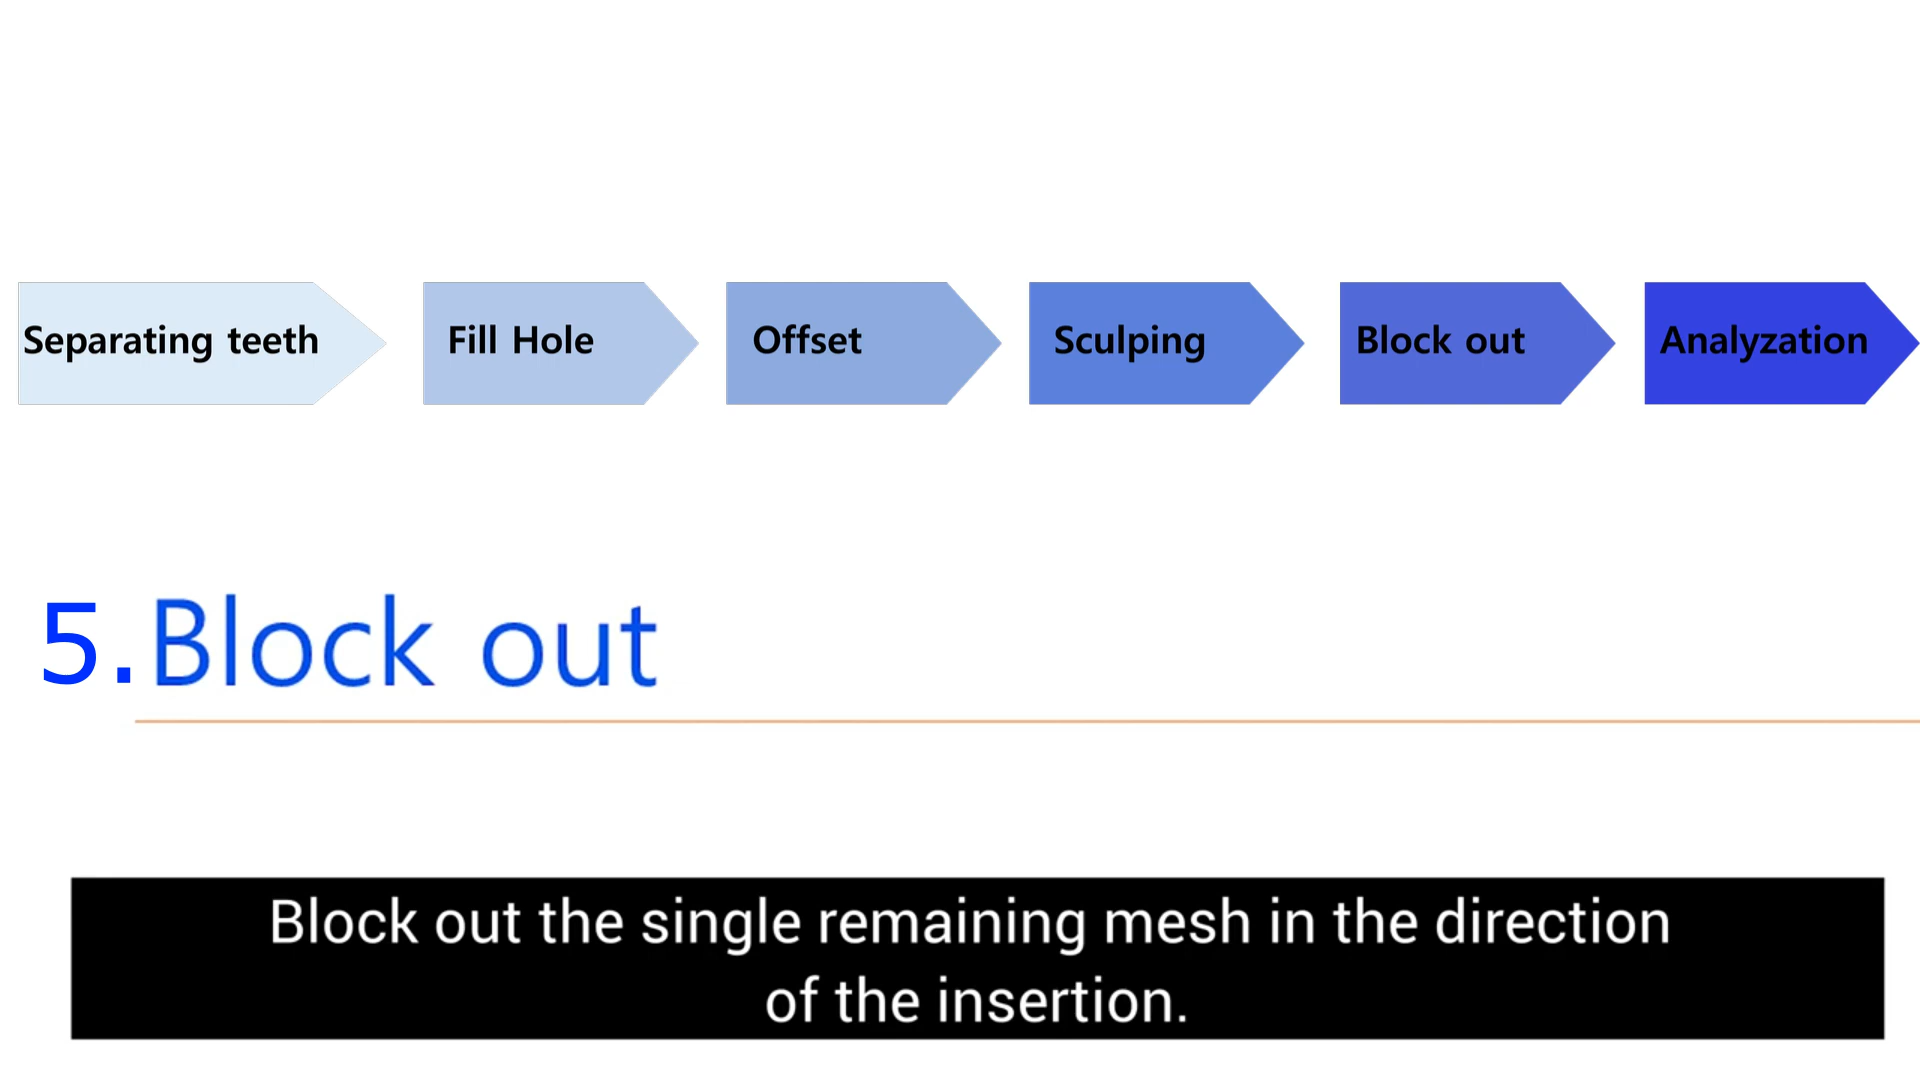 Separating teeth
Fill Hole
Offset
Sculping
Block out
Analyzation
5. Block out
Block out the single remaining mesh in the direction
of the insertion.